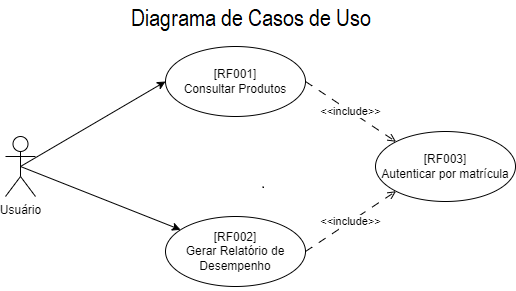 Diagrama de Casos de Uso
[RF001]
Consultar Produtos
<<include>>
[RF003]
Autenticar por matrícula
Usuário
<<include>>
[RF002]
Gerar Relatório de
Desempenho